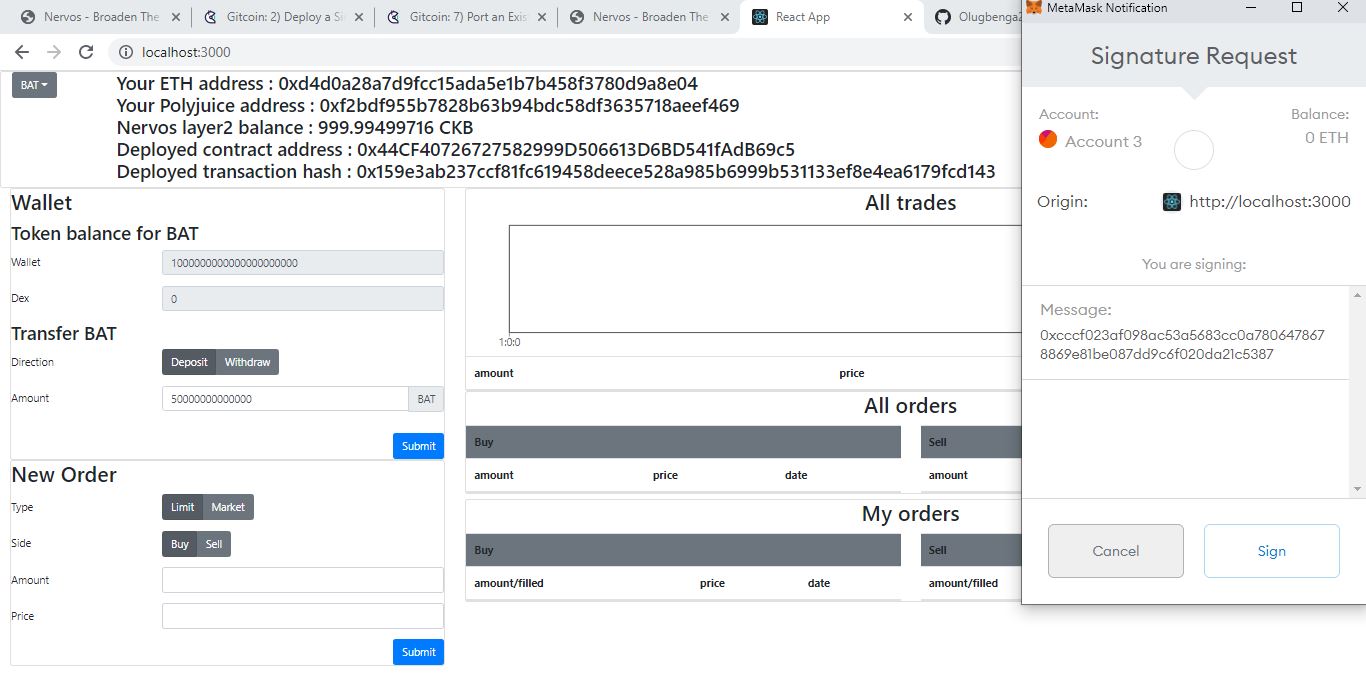 Nervos - Broaden The
Gitcoin: 2) Deploy a Si
Gitcoin: 7) Port an Exis
Nervos - Broaden The
React App
Olugbenga
localhost:3000
BAT
Your ETH address : 0xd4d0a28a7d9fcc15ada5e1b7b458f3780d9a8e04
Your Polyjuice address : 0xf2bdf955b7828b63b94bdc58df3635718aeef469
Nervos layer2 balance : 999.99499716 CKB
Deployed contract address : 0x44CF40726727582999D506613D6BD541fAdB69c5
Deployed transaction hash : 0x159e3ab237ccf81fc619458deece528a985b6999b531133ef8e4ea6179fcd143
Wallet
Token balance for BAT
Wallet
1000000000000000000000
Dex
0
Transfer BAT
Direction
Deposit Withdraw
Amount
50000000000000 BAT
Submit
New Order
Type
Limit Market
Side
Buy Sell
Amount
Price
Submit
All trades
1:0:0
amount price
All orders
Buy Sell
amount price date amount
My orders
Buy Sell
amount/filled price date amount/filled
MetaMask Notification
Signature Request
Account: Balance:
Account 3 0 ETH
Origin: http://localhost:3000
You are signing:
Message:
0xcccf023af098ac53a5683cc0a780647867
8869e81be087dd9c6f020da21c5387
Cancel Sign